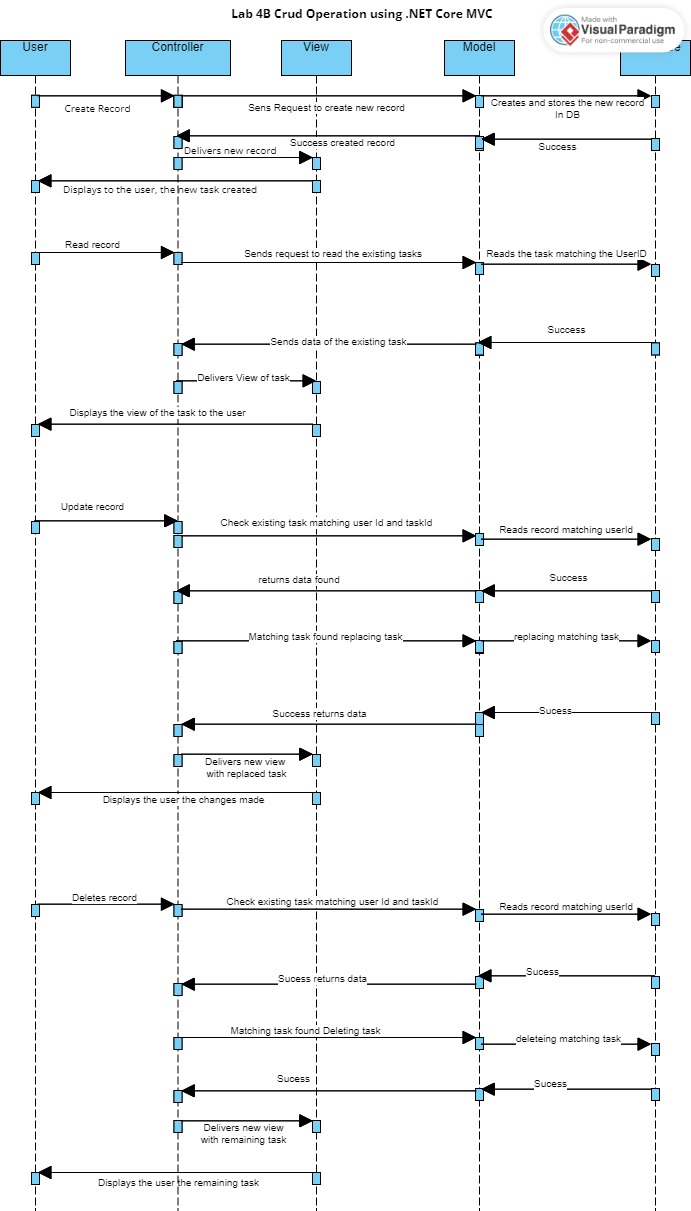 Lab 4B Crud Operation using .NET Core MVC
Made with
VisualParadigm
For non-commercial use
User
Controller
View
Model
Create Record
Sens Request to create new record
Creates and stores the new record
In DB
Success created record
Success
Delivers new record
Displays to the user, the new task created
Read record
Sends request to read the existing tasks
Reads the task matching the UserID
Success
Sends data of the existing task
Delivers View of task
Displays the view of the task to the user
Update record
Check existing task matching user Id and taskId
Reads record matching userId
returns data found
Success
Matching task found replacing task
replacing matching task
Success returns data
Sucess
Delivers new view
with replaced task
Displays the user the changes made
Deletes record
Check existing task matching user Id and taskId
Reads record matching userId
Sucess returns data
Sucess
Matching task found Deleting task
deleteing matching task
Sucess
Sucess
Delivers new view
with remaining task
Displays the user the remaining task